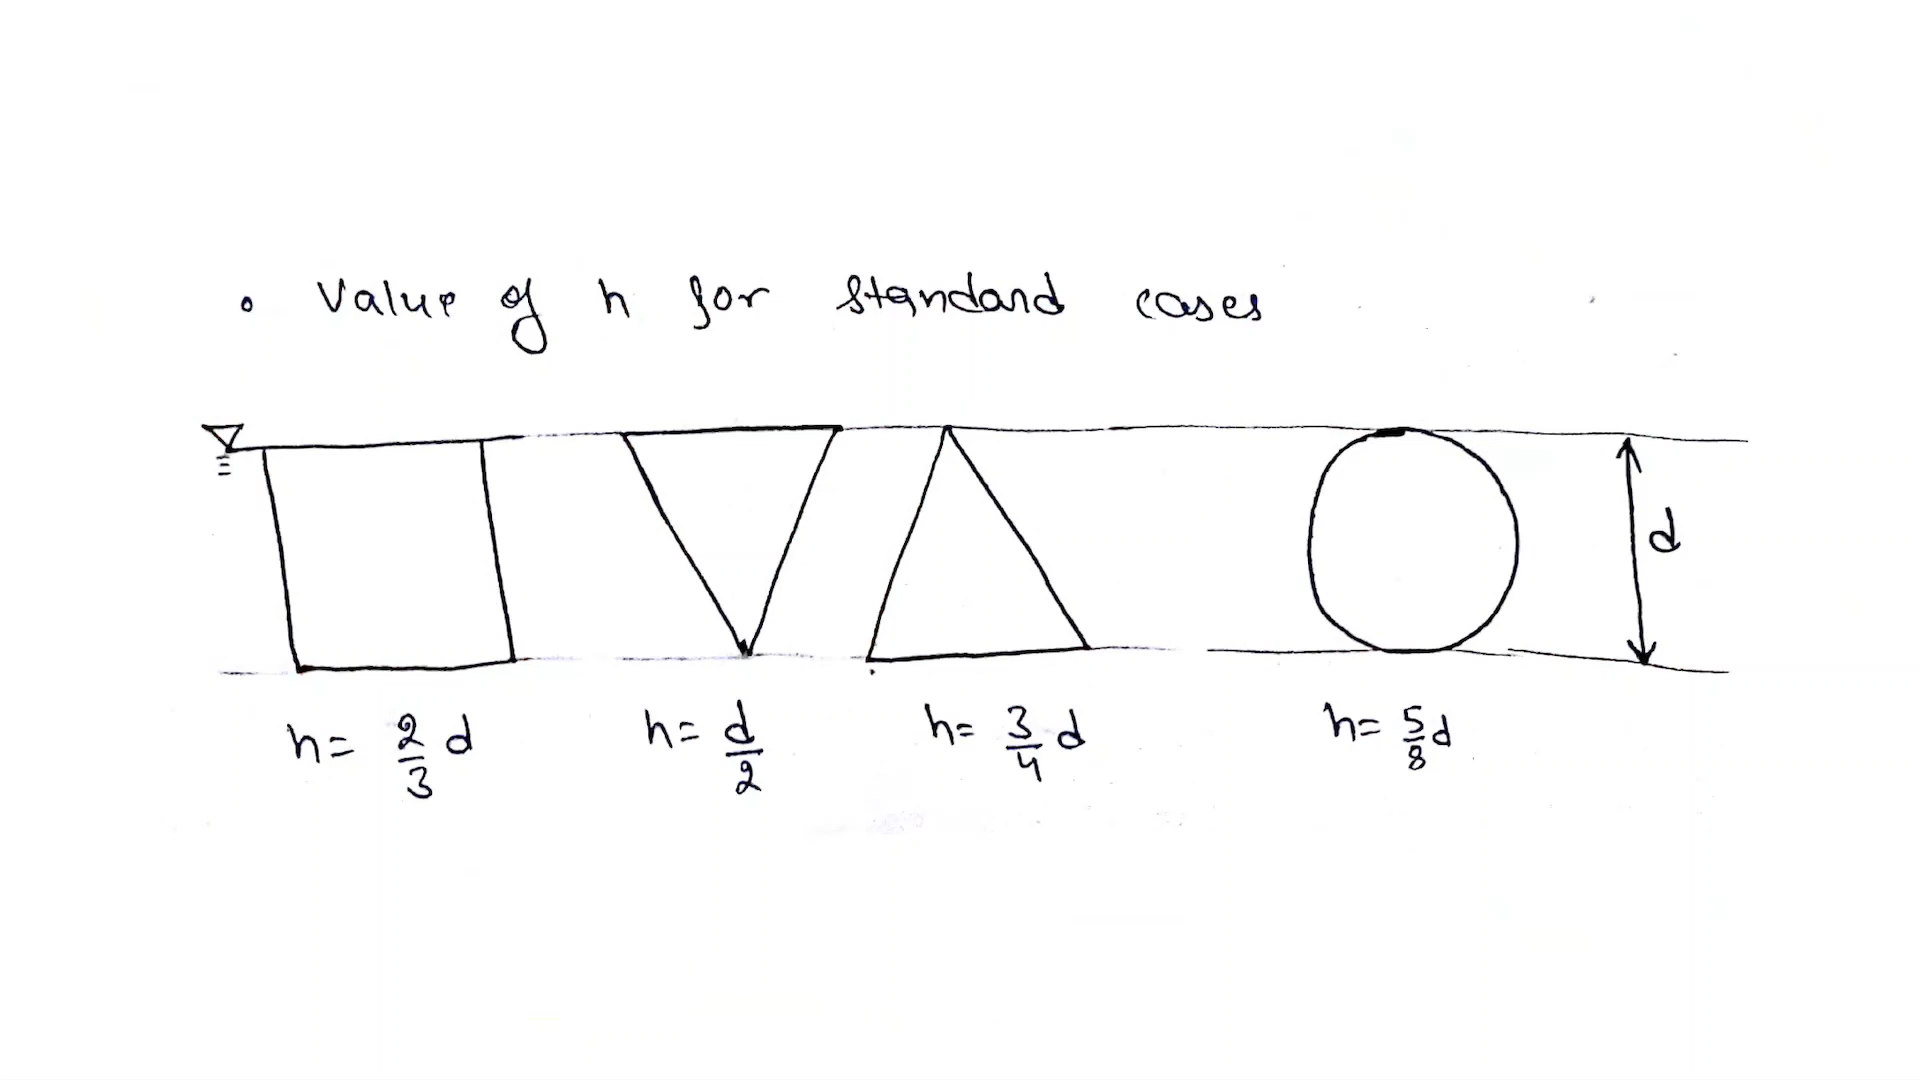 • Value of h for standard cases
d
h= 2/3 d
h= d/2
h= 3/4 d
h= 5/8 d